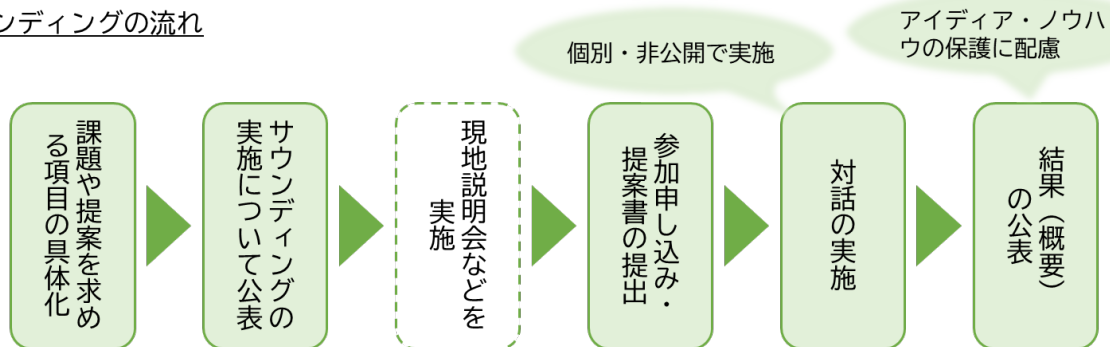 ンディングの流れ
個別・非公開で実施
アイディア・ノウハ
ウの保護に配慮
課題や提案を求め
る項目の具体化
サウンディングの
実施について公表
現地説明会などを
実施
参加申し込み・
提案書の提出
対話の実施
結果（概要）
の公表